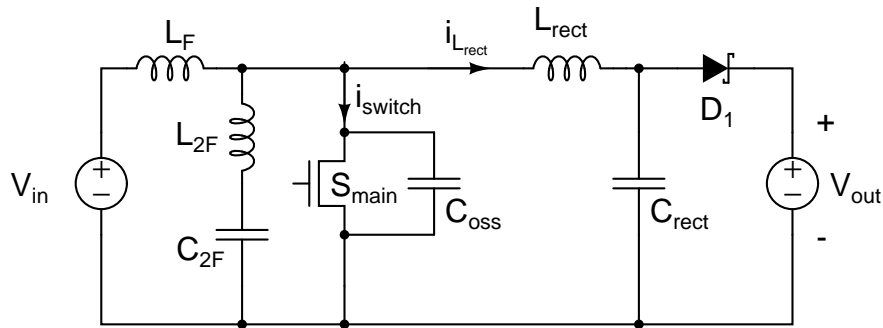 L_F
i_L_rect
L_rect
i_switch
D_1
L_2F
+
V_in
+
−
S_main
+
−
V_out
C_oss
C_rect
C_2F
-